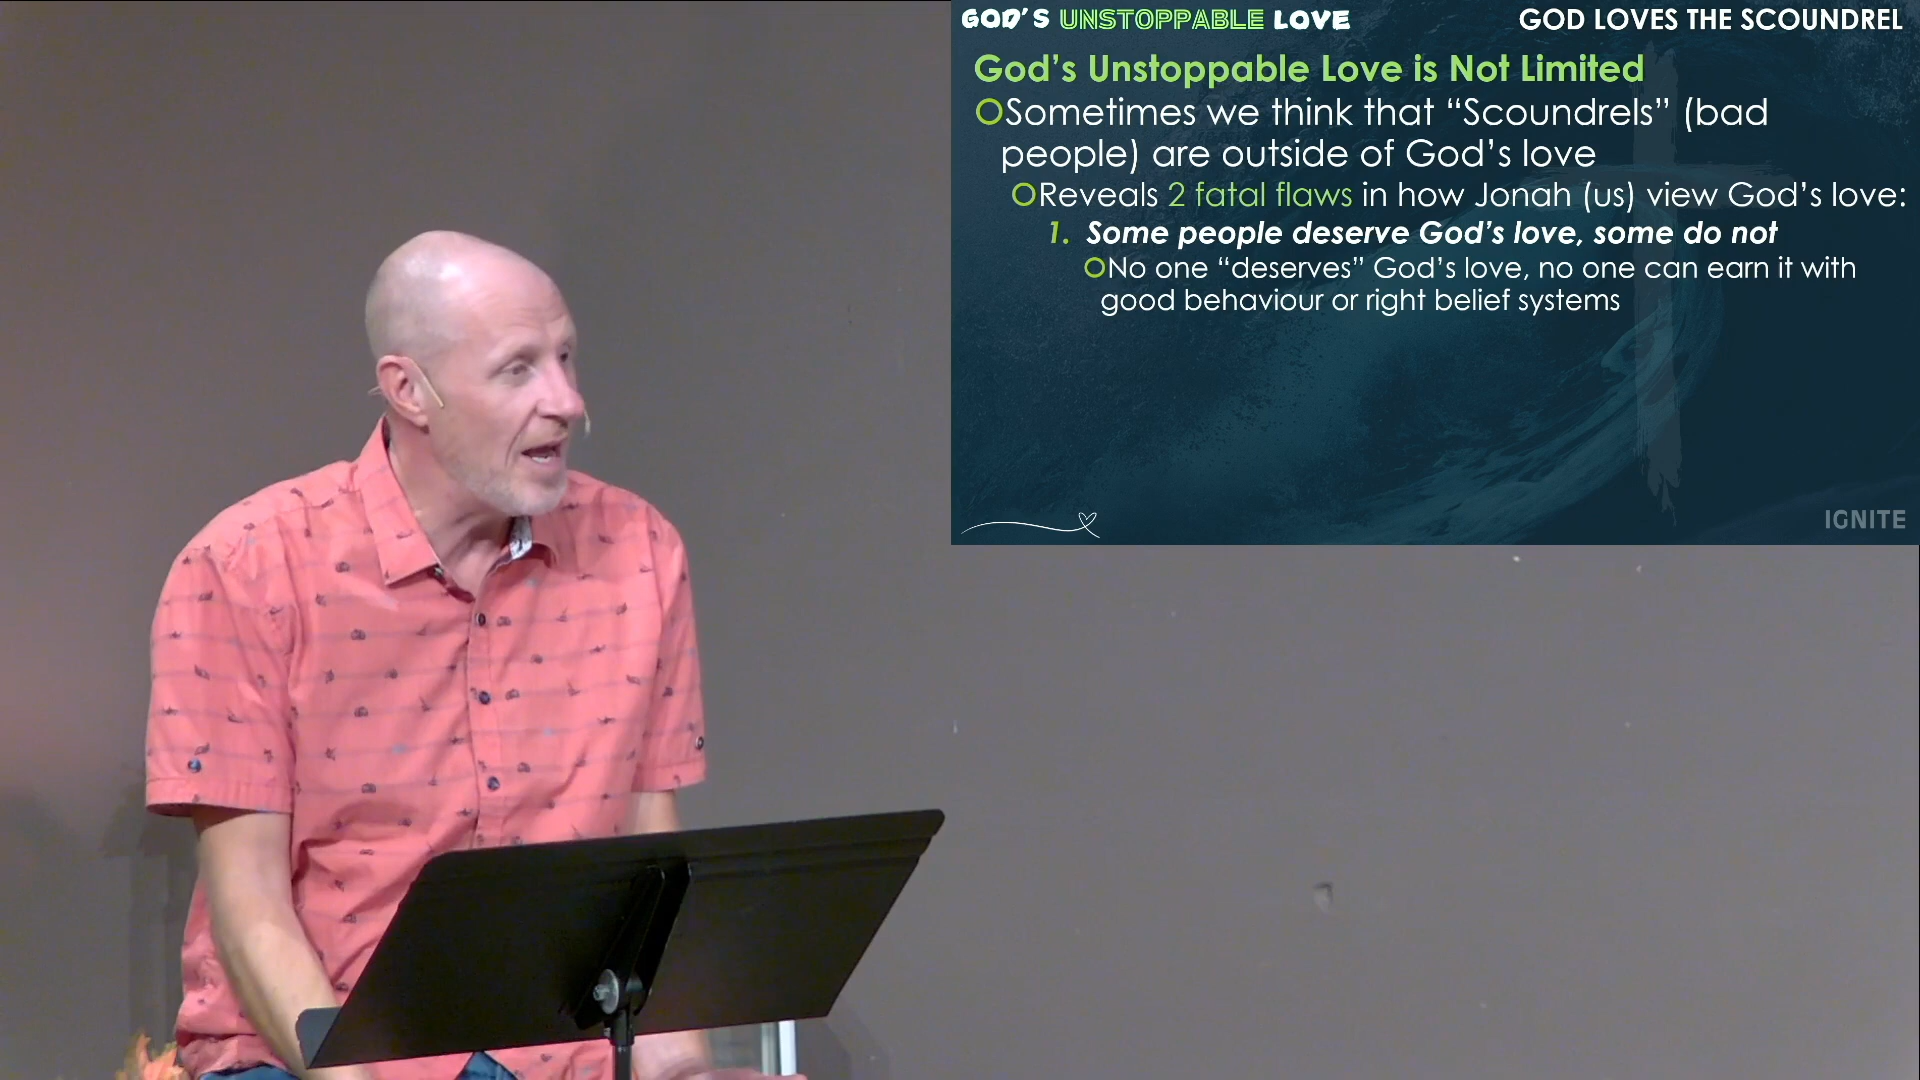 GOD'S UNSTOPPABLE LOVE
GOD LOVES THE SCOUNDREL
God's Unstoppable Love is Not Limited
Sometimes we think that “Scoundrels” (bad
people) are outside of God's love
Reveals 2 fatal flaws in how Jonah (us) view God's love:
1. Some people deserve God's love, some do not
No one “deserves” God's love, no one can earn it with
good behaviour or right belief systems
IGNITE